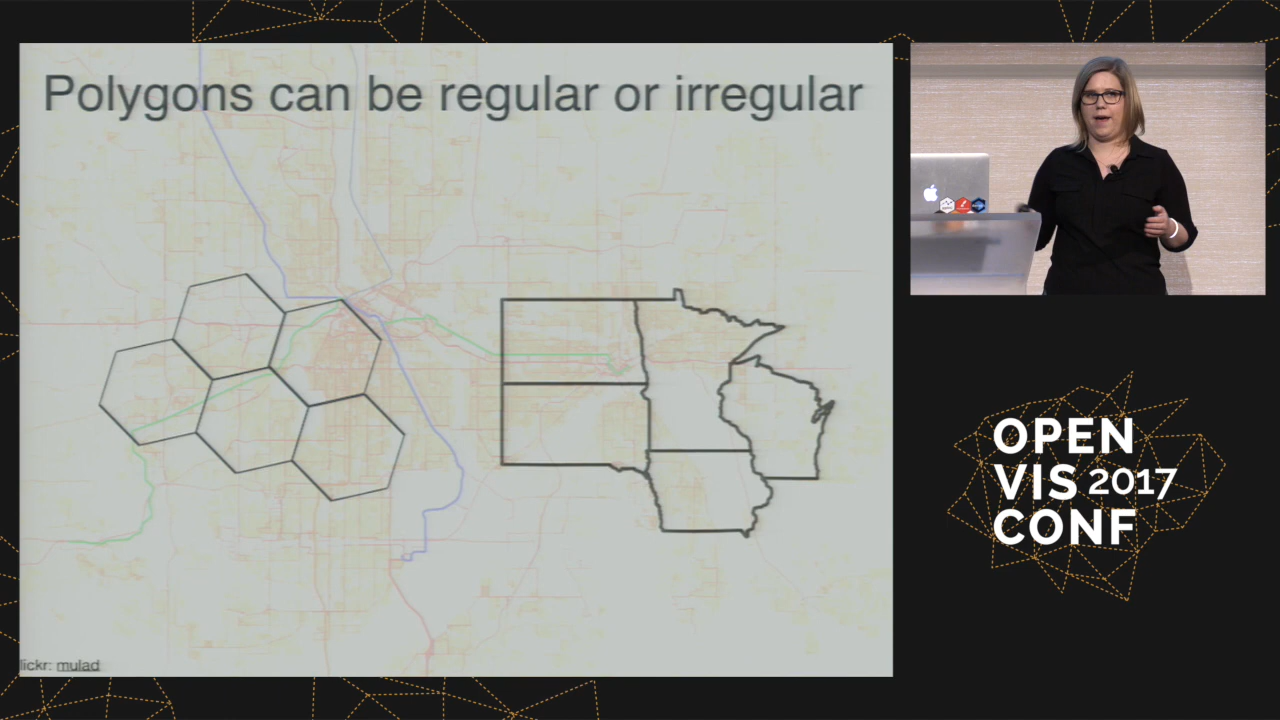 Polygons can be regular or irregular
lickr: mulad
OPEN
VIS 2017
CONF